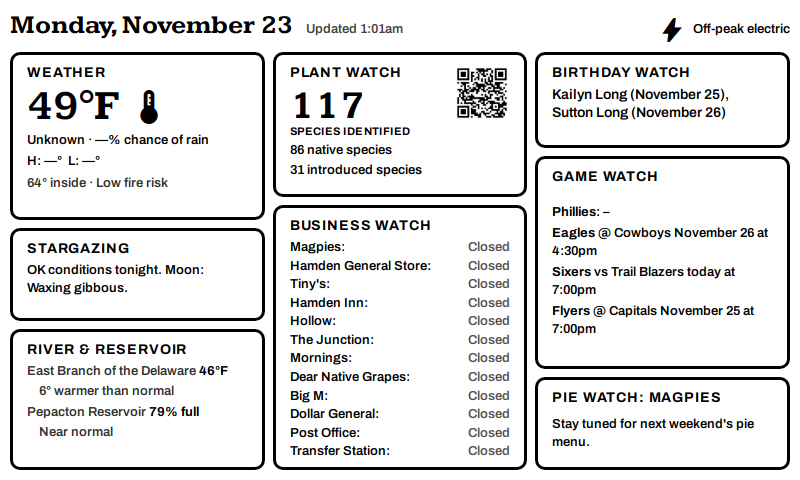 Monday, November 23 Updated 1:01am
Off-peak electric
WEATHER
49°F
Unknown · —% chance of rain
H: —° L: —°
64° inside · Low fire risk
STARGAZING
OK conditions tonight. Moon:
Waxing gibbous.
RIVER & RESERVOIR
East Branch of the Delaware 46°F
6° warmer than normal
Pepacton Reservoir 79% full
Near normal
PLANT WATCH
117
SPECIES IDENTIFIED
86 native species
31 introduced species
BUSINESS WATCH
Magpies: Closed
Hamden General Store: Closed
Tiny's: Closed
Hamden Inn: Closed
Hollow: Closed
The Junction: Closed
Mornings: Closed
Dear Native Grapes: Closed
Big M: Closed
Dollar General: Closed
Post Office: Closed
Transfer Station: Closed
BIRTHDAY WATCH
Kailyn Long (November 25),
Sutton Long (November 26)
GAME WATCH
Phillies: –
Eagles @ Cowboys November 26 at
4:30pm
Sixers vs Trail Blazers today at
7:00pm
Flyers @ Capitals November 25 at
7:00pm
PIE WATCH: MAGPIES
Stay tuned for next weekend's pie
menu.